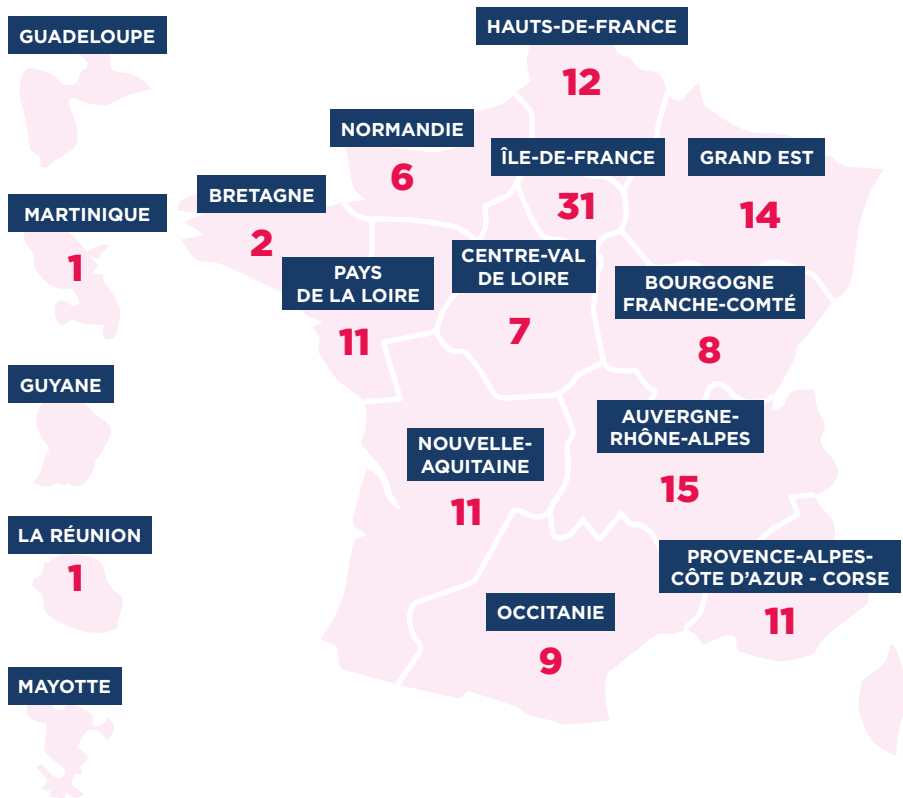 GUADELOUPE
MARTINIQUE
1
GUYANE
LA RÉUNION
1
MAYOTTE
HAUTS-DE-FRANCE
12
NORMANDIE
6
ÎLE-DE-FRANCE
31
GRAND EST
14
BRETAGNE
2
PAYS
DE LA LOIRE
11
CENTRE-VAL
DE LOIRE
7
BOURGOGNE
FRANCHE-COMTÉ
8
NOUVELLE-
AQUITAINE
11
AUVERGNE-
RHÔNE-ALPES
15
OCCITANIE
9
PROVENCE-ALPES-
CÔTE D'AZUR - CORSE
11